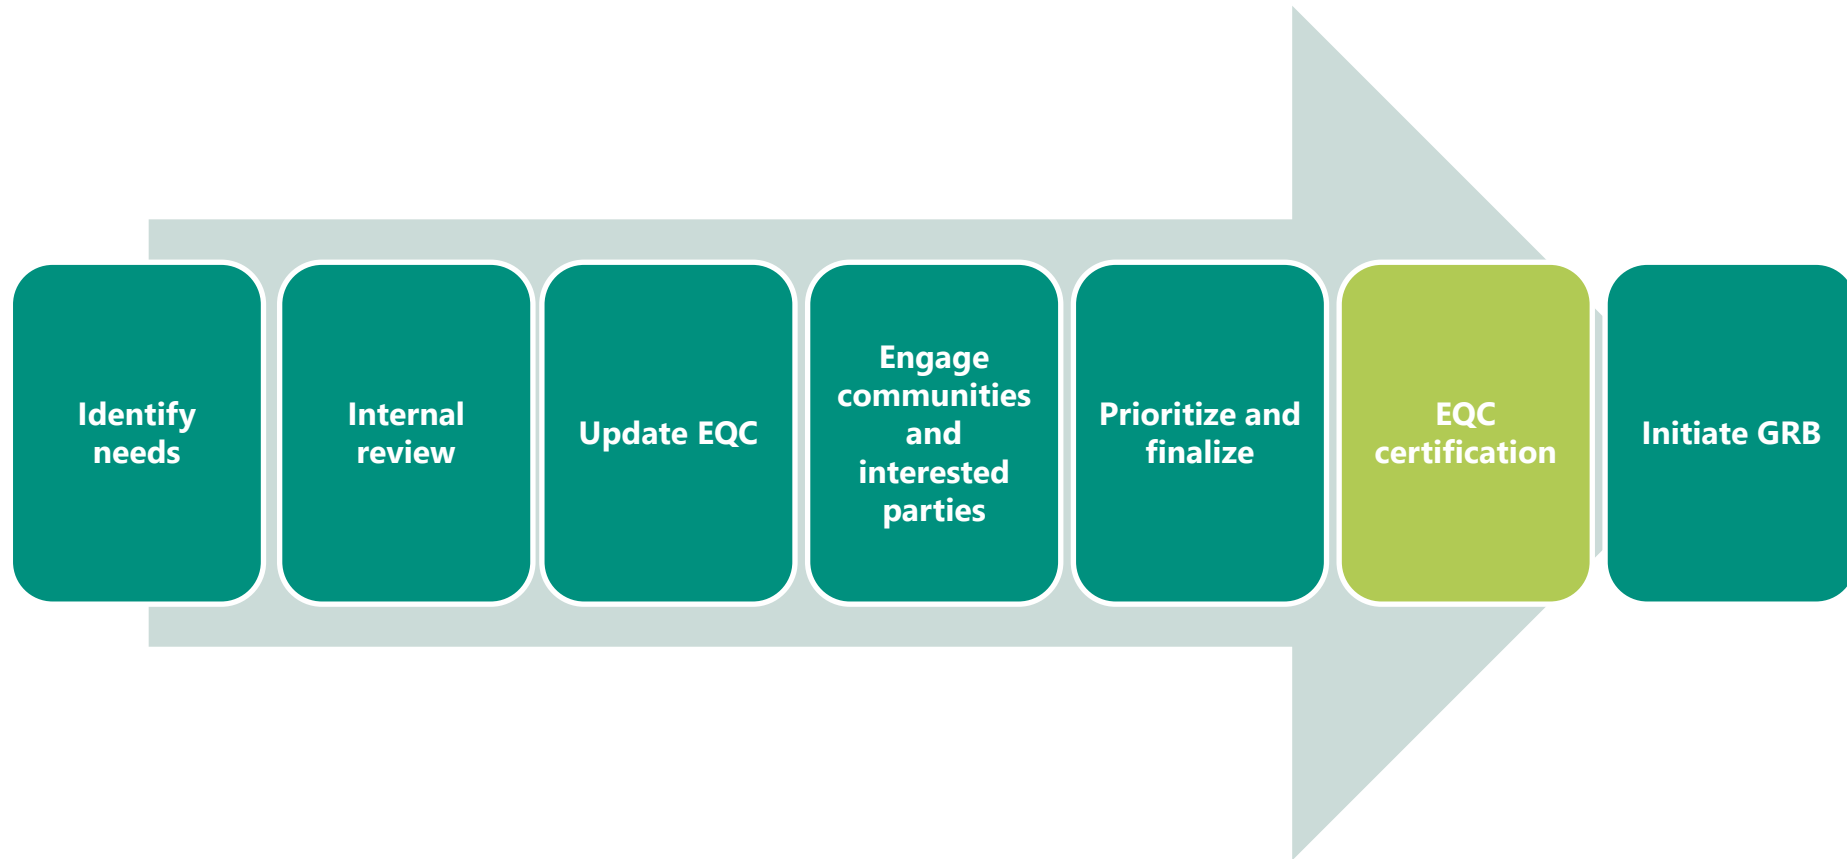 Identify
needs
Internal
review
Update EQC
Engage
communities
and
interested
parties
Prioritize and
finalize
EQC
certification
Initiate GRB